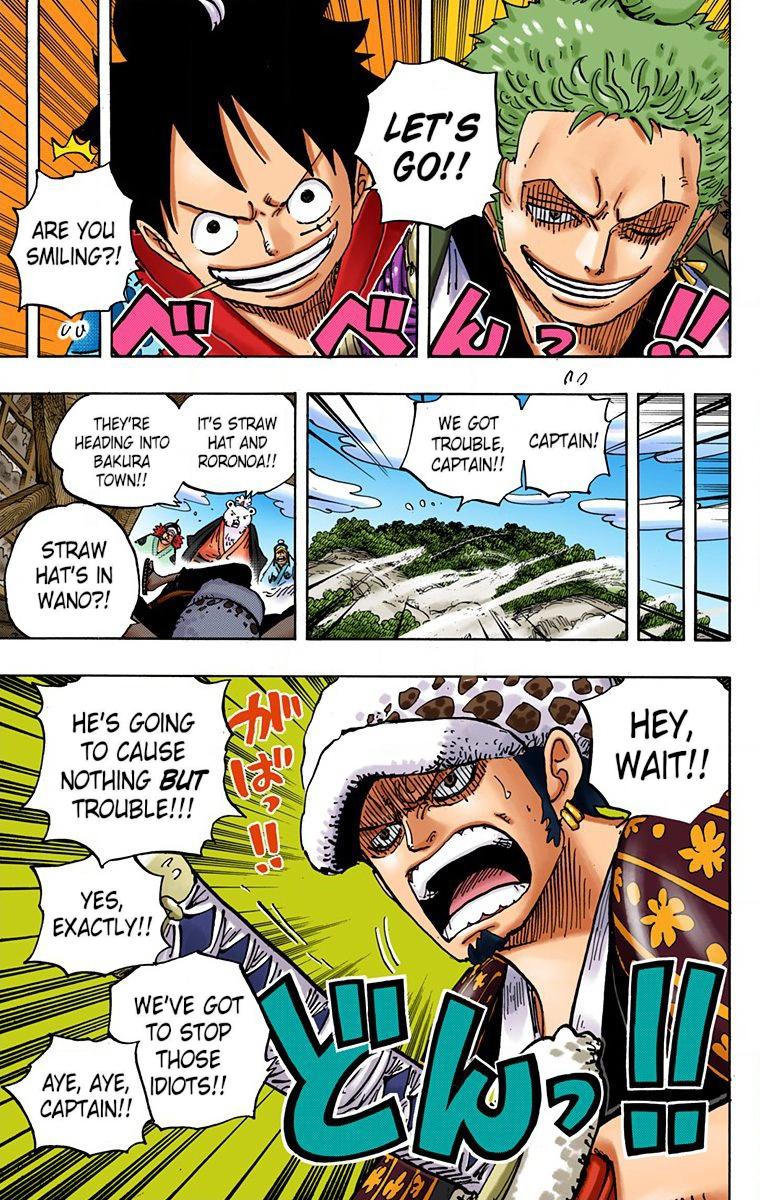 LET'S
GO!!
ARE YOU
SMILING?!
べべんっ!!
CAPTAIN!
WE GOT
TROUBLE,
CAPTAIN!!
IT'S STRAW
HAT AND
RORONOA!!
THEY'RE
HEADING INTO
BAKURA
TOWN!!
STRAW
HAT'S IN
WANO?!
HEY,
WAIT!!
がばっ!!
HE'S GOING
TO CAUSE
NOTHING BUT
TROUBLE!!!
YES,
EXACTLY!!
WE'VE GOT
TO STOP
THOSE
IDIOTS!!
AYE, AYE,
CAPTAIN!!
どんっ!!